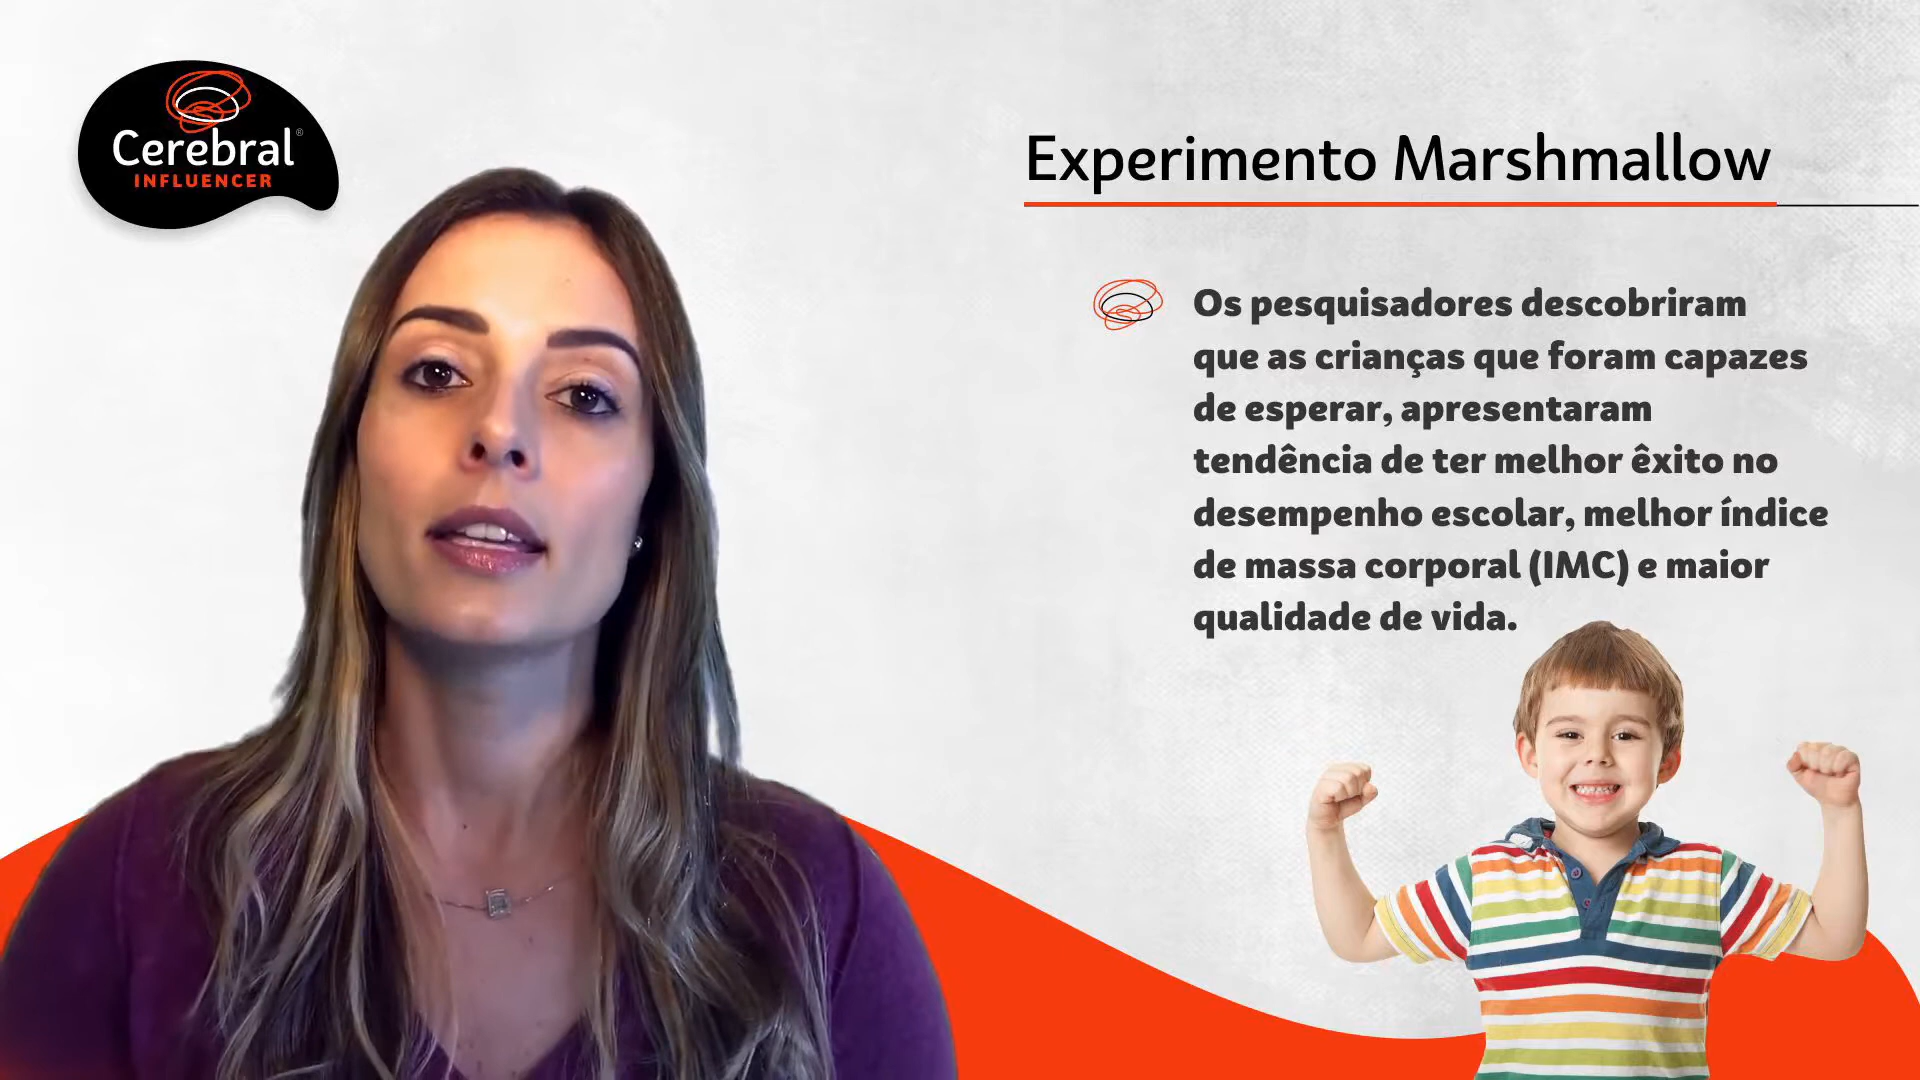 Cerebral®
INFLUENCER
Experimento Marshmallow
Os pesquisadores descobriram
que as crianças que foram capazes
de esperar, apresentaram
tendência de ter melhor êxito no
desempenho escolar, melhor índice
de massa corporal (IMC) e maior
qualidade de vida.